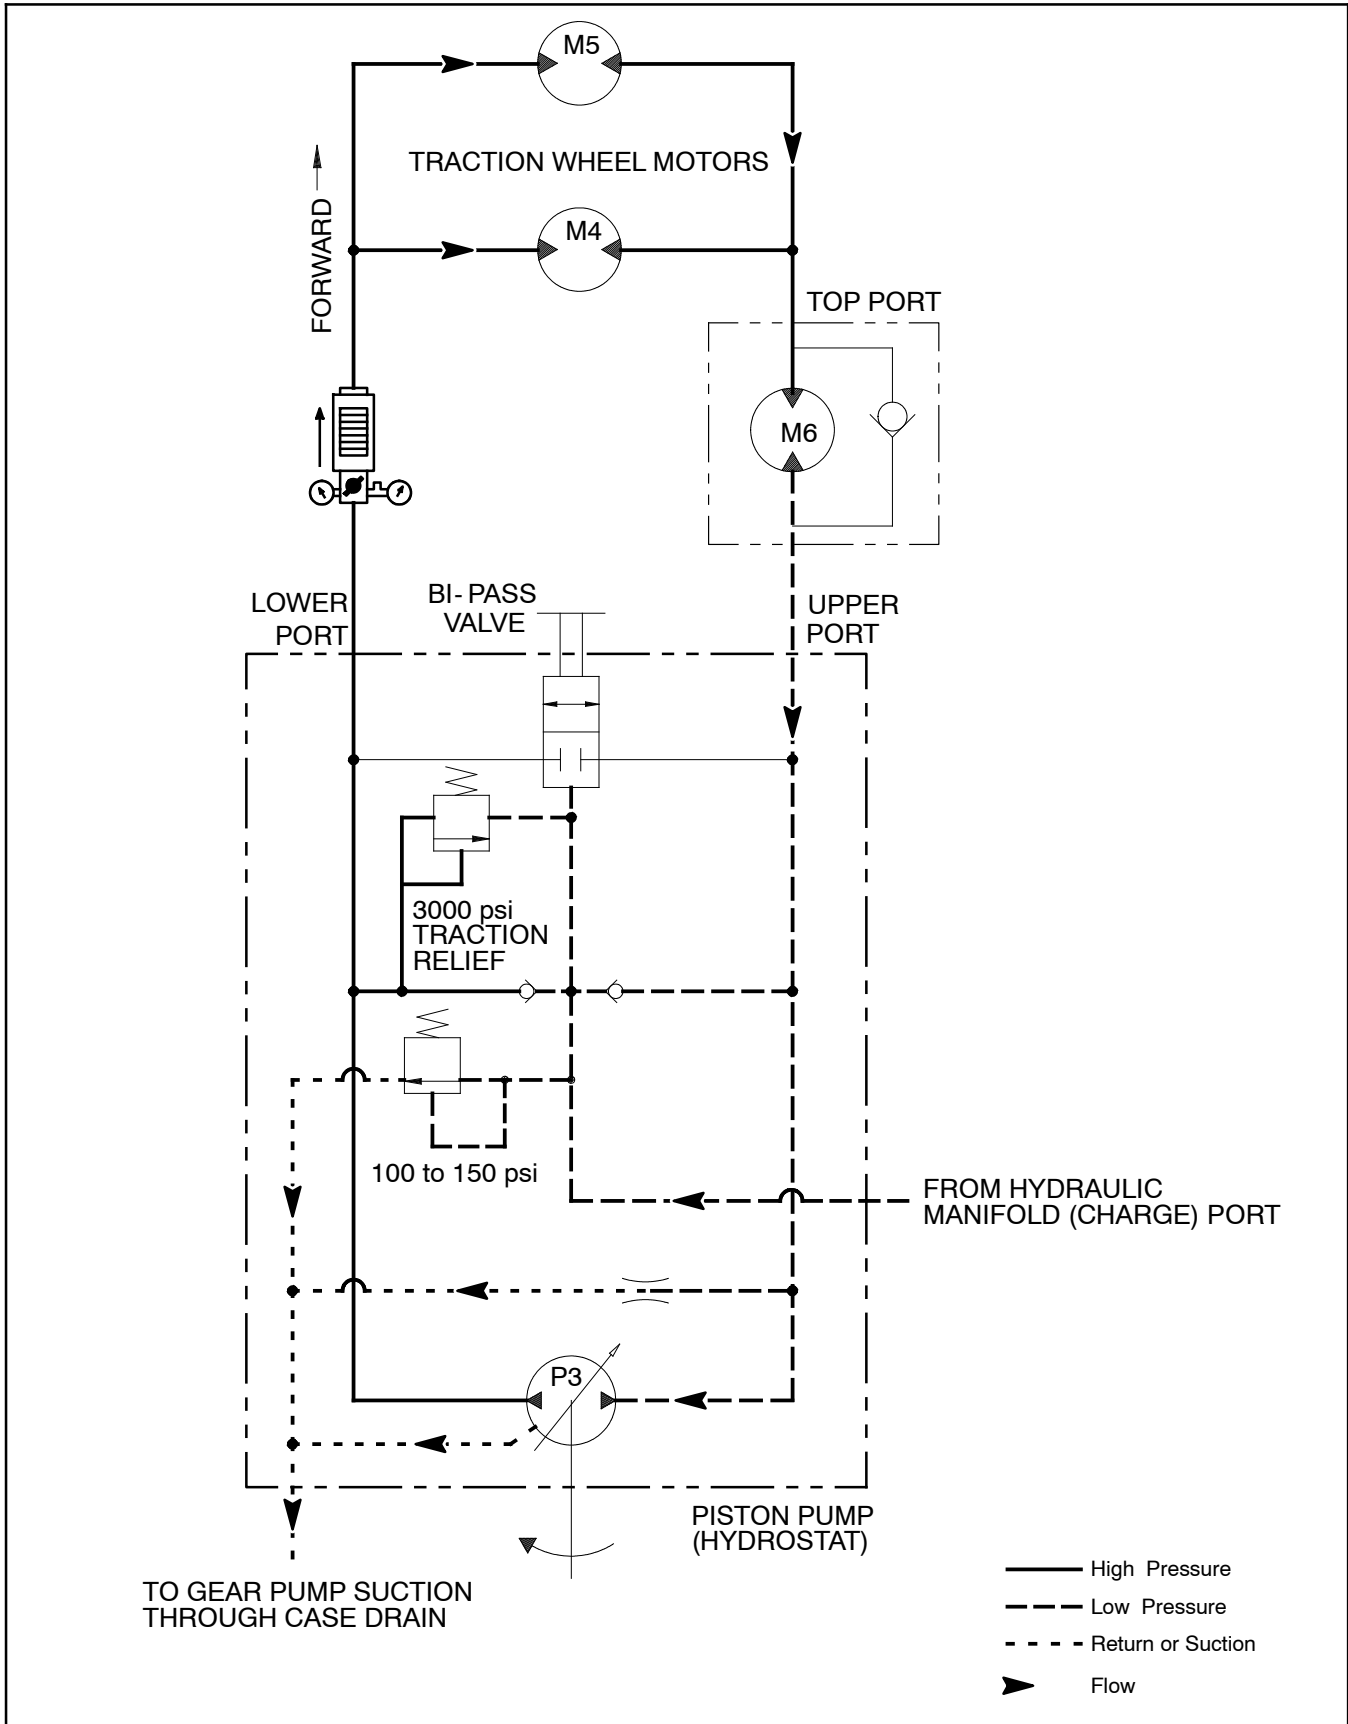 M5
TRACTION WHEEL MOTORS
FORWARD
M4
TOP PORT
M6
LOWER
PORT
BI-PASS
VALVE
UPPER
PORT
3000 psi
TRACTION
RELIEF
100 to 150 psi
FROM HYDRAULIC
MANIFOLD (CHARGE) PORT
P3
PISTON PUMP
(HYDROSTAT)
TO GEAR PUMP SUCTION
THROUGH CASE DRAIN
High Pressure
Low Pressure
Return or Suction
Flow